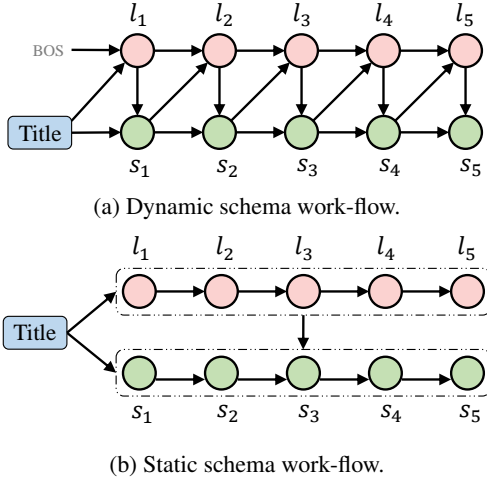 l₁ l₂ l₃ l₄ l₅
BOS
Title
s₁ s₂ s₃ s₄ s₅
(a) Dynamic schema work-flow.
l₁ l₂ l₃ l₄ l₅
Title
s₁ s₂ s₃ s₄ s₅
(b) Static schema work-flow.